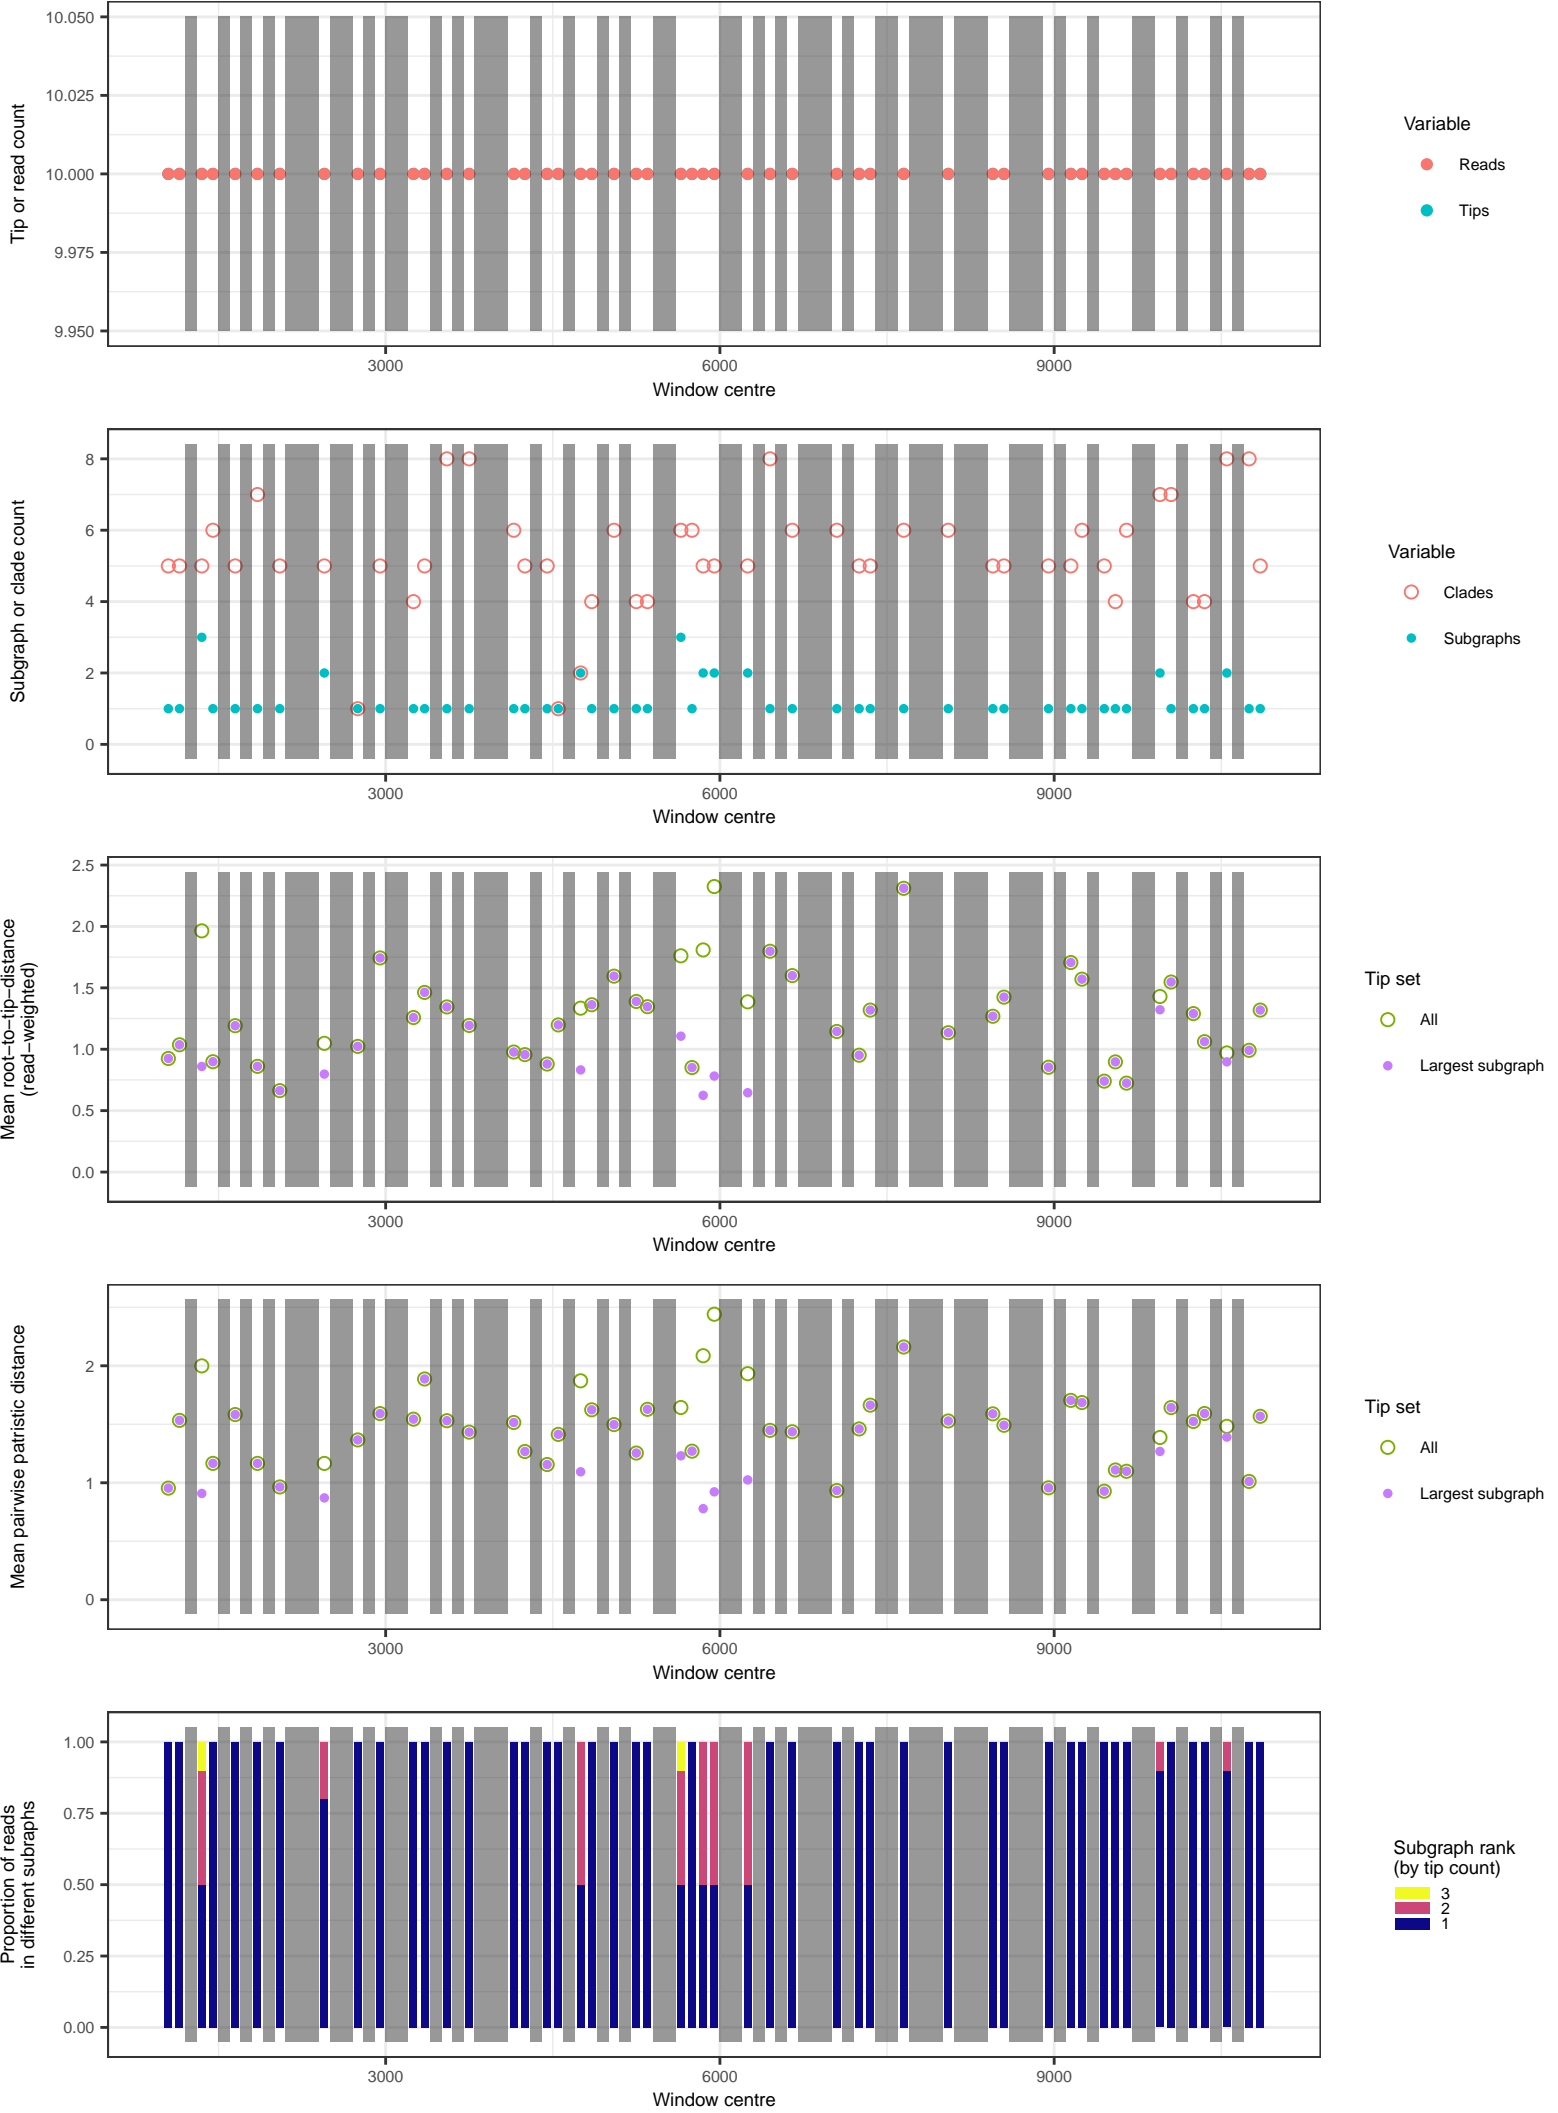 10.050
10.025
10.000
9.975
9.950
Tip or read count
3000
6000
9000
Window centre
Variable
Reads
Tips
8
6
4
2
0
Subgraph or clade count
3000
6000
9000
Window centre
Variable
Clades
Subgraphs
2.5
2.0
1.5
1.0
0.5
0.0
Mean root−to−tip−distance
(read−weighted)
3000
6000
9000
Window centre
Tip set
All
Largest subgraph
2
1
0
Mean pairwise patristic distance
3000
6000
9000
Window centre
Tip set
All
Largest subgraph
1.00
0.75
0.50
0.25
0.00
Proportion of reads
in different subraphs
3000
6000
9000
Window centre
Subgraph rank
(by tip count)
3
2
1